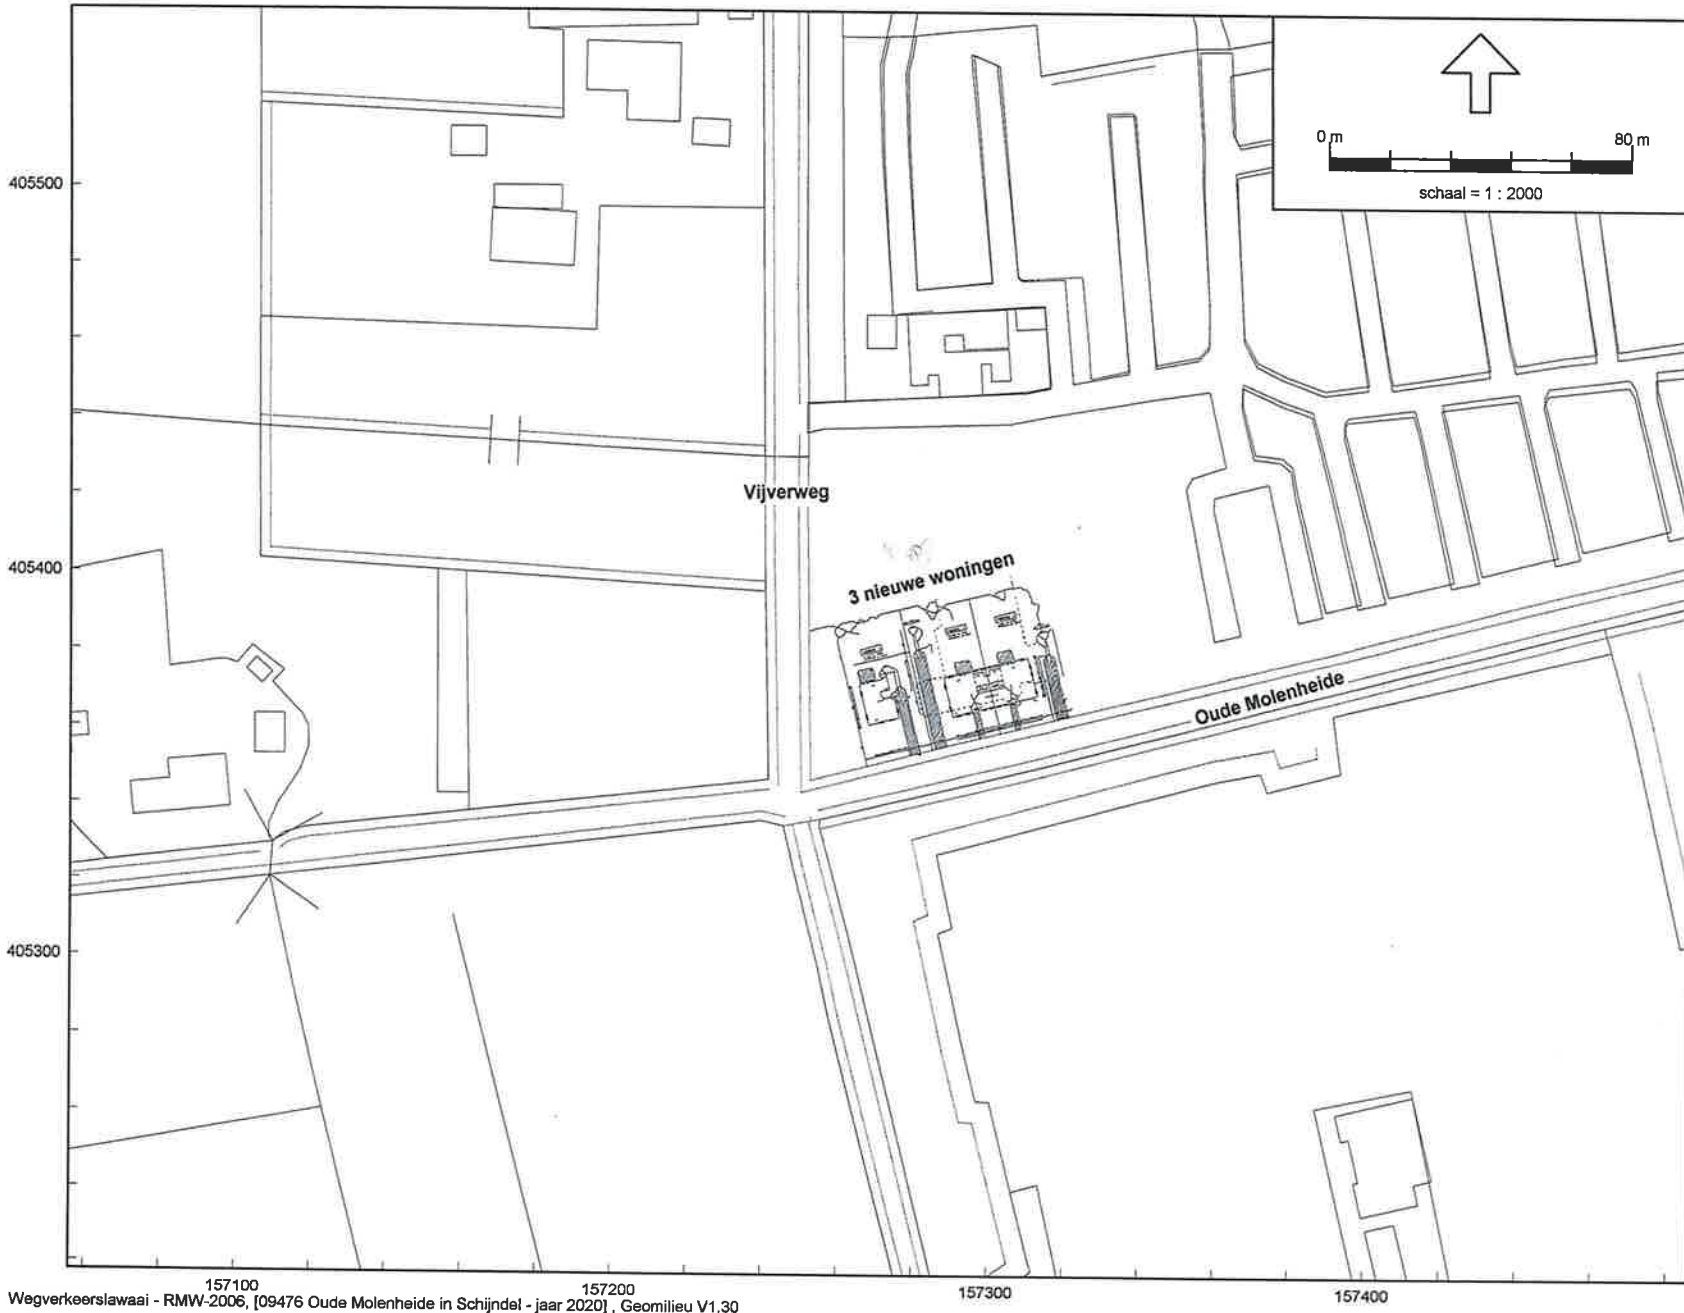 0 m 80 m
schaal = 1 : 2000
405500
Vijverweg
405400
3 nieuwe woningen
Oude Molenheide
405300
157100 157200 157300 157400
Wegverkeerslawaai - RMW-2006, [09476 Oude Molenheide in Schijndel - jaar 2020] , Geomilieu V1.30